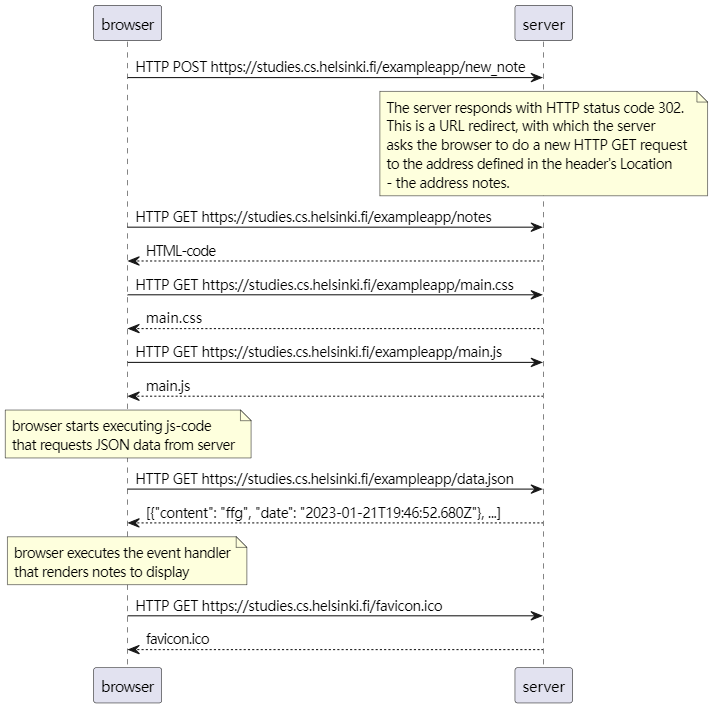 browser
server
HTTP POST https://studies.cs.helsinki.fi/exampleapp/new_note
The server responds with HTTP status code 302.
This is a URL redirect, with which the server
asks the browser to do a new HTTP GET request
to the address defined in the header's Location
- the address notes.
HTTP GET https://studies.cs.helsinki.fi/exampleapp/notes
HTML-code
HTTP GET https://studies.cs.helsinki.fi/exampleapp/main.css
main.css
HTTP GET https://studies.cs.helsinki.fi/exampleapp/main.js
main.js
browser starts executing js-code
that requests JSON data from server
HTTP GET https://studies.cs.helsinki.fi/exampleapp/data.json
[{"content": "ffg", "date": "2023-01-21T19:46:52.680Z"}, ...]
browser executes the event handler
that renders notes to display
HTTP GET https://studies.cs.helsinki.fi/favicon.ico
favicon.ico
browser
server